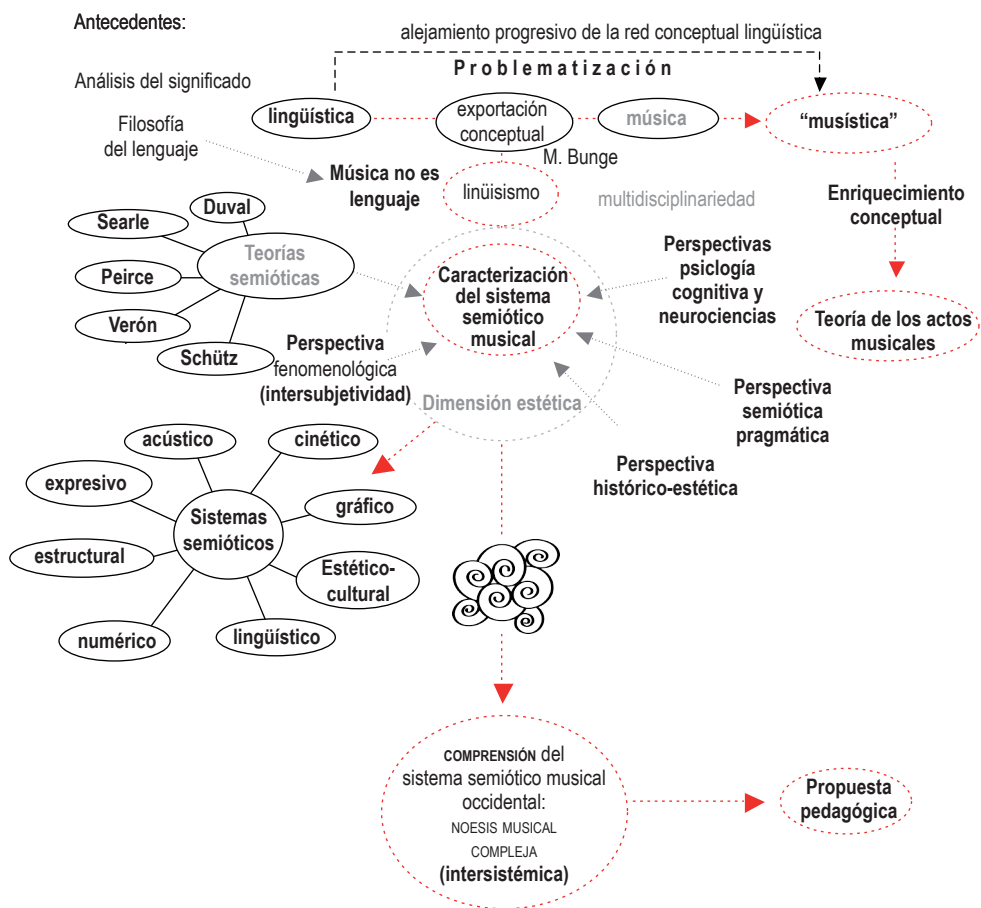 Antecedentes:
alejamiento progresivo de la red conceptual lingüística
Problematización
Análisis del significado
lingüística
exportación
conceptual
música
“musística”
Filosofía
del lenguaje
M. Bunge
Música no es
lenguaje
linüisismo
multidisciplinariedad
Enriquecimiento
conceptual
Duval
Searle
Teorías
semióticas
Peirce
Verón
Schütz
Caracterización
del sistema
semiótico
musical
Perspectivas
psiclogía
cognitiva y
neurociencias
Teoría de los actos
musicales
Perspectiva
fenomenológica
(intersubjetividad)
Dimensión estética
Perspectiva
semiótica
pragmática
Perspectiva
histórico-estética
acústico
cinético
expresivo
gráfico
Sistemas
semióticos
estructural
Estético-
cultural
numérico
lingüístico
COMPRENSIÓN del
sistema semiótico musical
occidental:
NOESIS MUSICAL
COMPLEJA
(intersistémica)
Propuesta
pedagógica